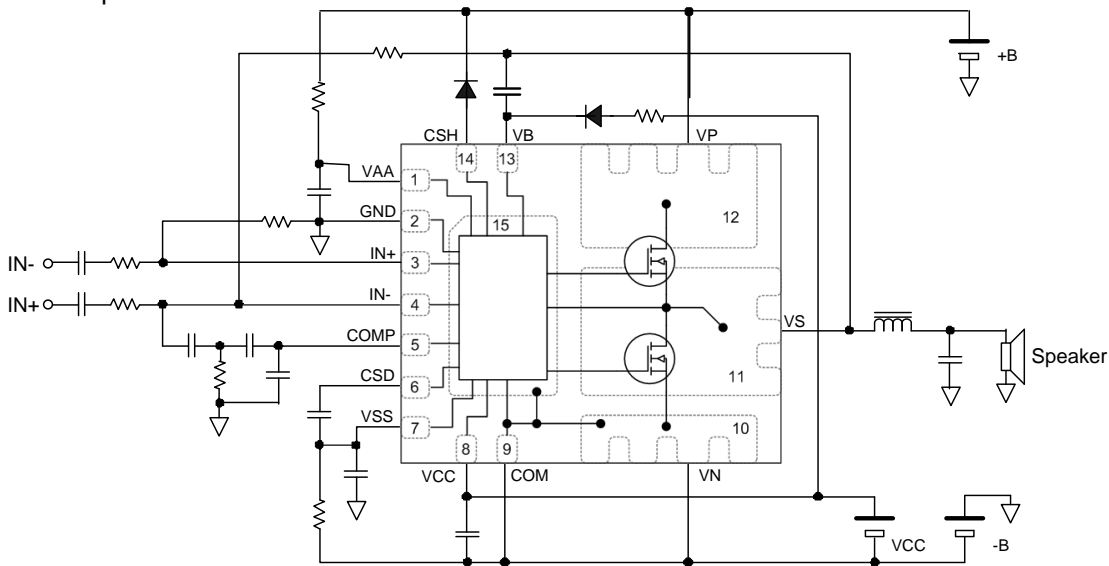 +B
CSH
VB
VP
14
13
VAA
1
12
GND
2
15
IN-
IN+
3
IN+
IN-
4
VS
Speaker
COMP
5
11
CSD
6
VSS
7
10
8
9
VCC
COM
VN
VCC
-B